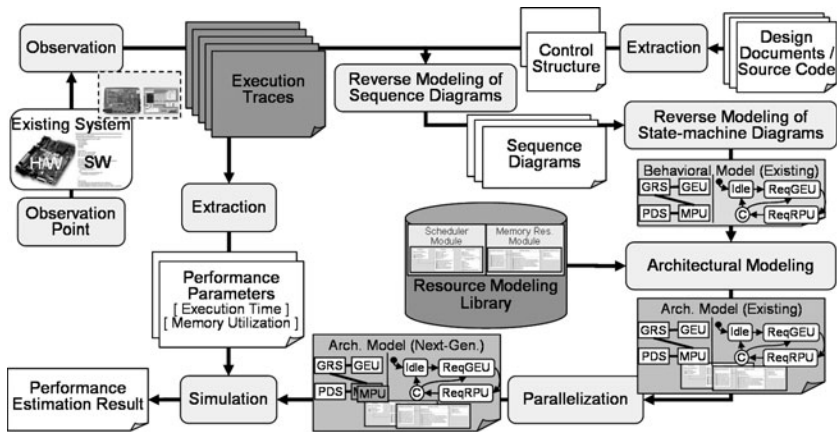 Observation
Execution
Traces
Control
Structure
Extraction
Design
Documents /
Source Code
Reverse Modeling of
Sequence Diagrams
Existing System
H/W
SW
Observation
Point
Sequence
Diagrams
Reverse Modeling of
State-machine Diagrams
Behavioral Model (Existing)
GRS
GEU
PDS
MPU
Idle
ReqGEU
C
ReqRPU
Extraction
Scheduler
Module
Memory Res.
Module
Resource Modeling
Library
Architectural Modeling
Performance
Parameters
[ Execution Time ]
[ Memory Utilization ]
Arch. Model (Existing)
GRS
GEU
PDS
MPU
Idle
ReqGEU
C
ReqRPU
Arch. Model (Next-Gen.)
GRS
GEU
PDS
MPU
Idle
ReqGEU
C
ReqRPU
Performance
Estimation Result
Simulation
Parallelization